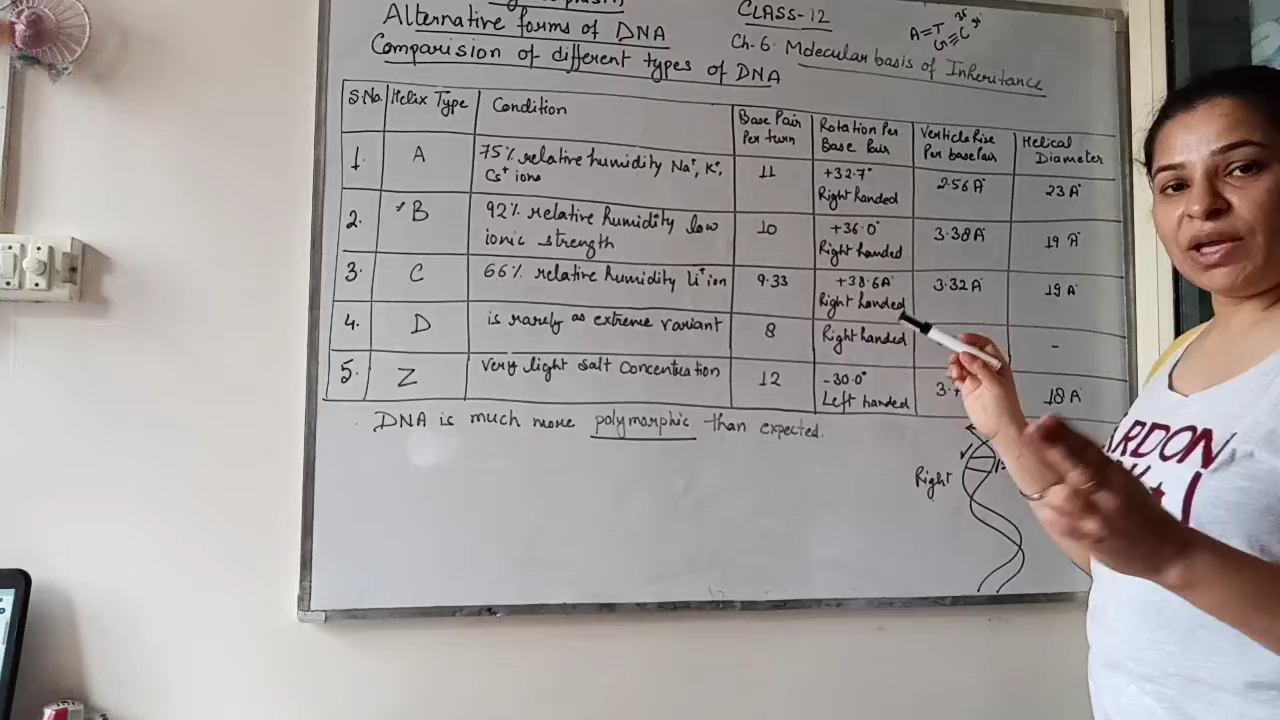 Alternative forms of DNA
Comparision of different types of DNA
CLASS-12
Ch-6. Molecular basis of Inheritance
A=T
G≡C
S.No. Helix Type Condition Base Pair Per turn Rotation Per Base Pair Verticle Rise Per base Pair Helical Diameter
1. A 75% relative humidity Na⁺, K⁺, Cs⁺ ions 11 +32.7° Right handed 2.56 A° 23 A°
2. B 92% relative humidity low ionic strength 10 +36.0° Right handed 3.38 A° 19 A°
3. C 66% relative humidity Li⁺ ion 9.33 +38.6A° Right handed 3.32 A° 19 A°
4. D is rarely as extreme variant 8 Right handed -
5. Z very light salt concentration 12 -30.0° Left handed 18 A°
DNA is much more polymorphic than expected.
Right
ARDON